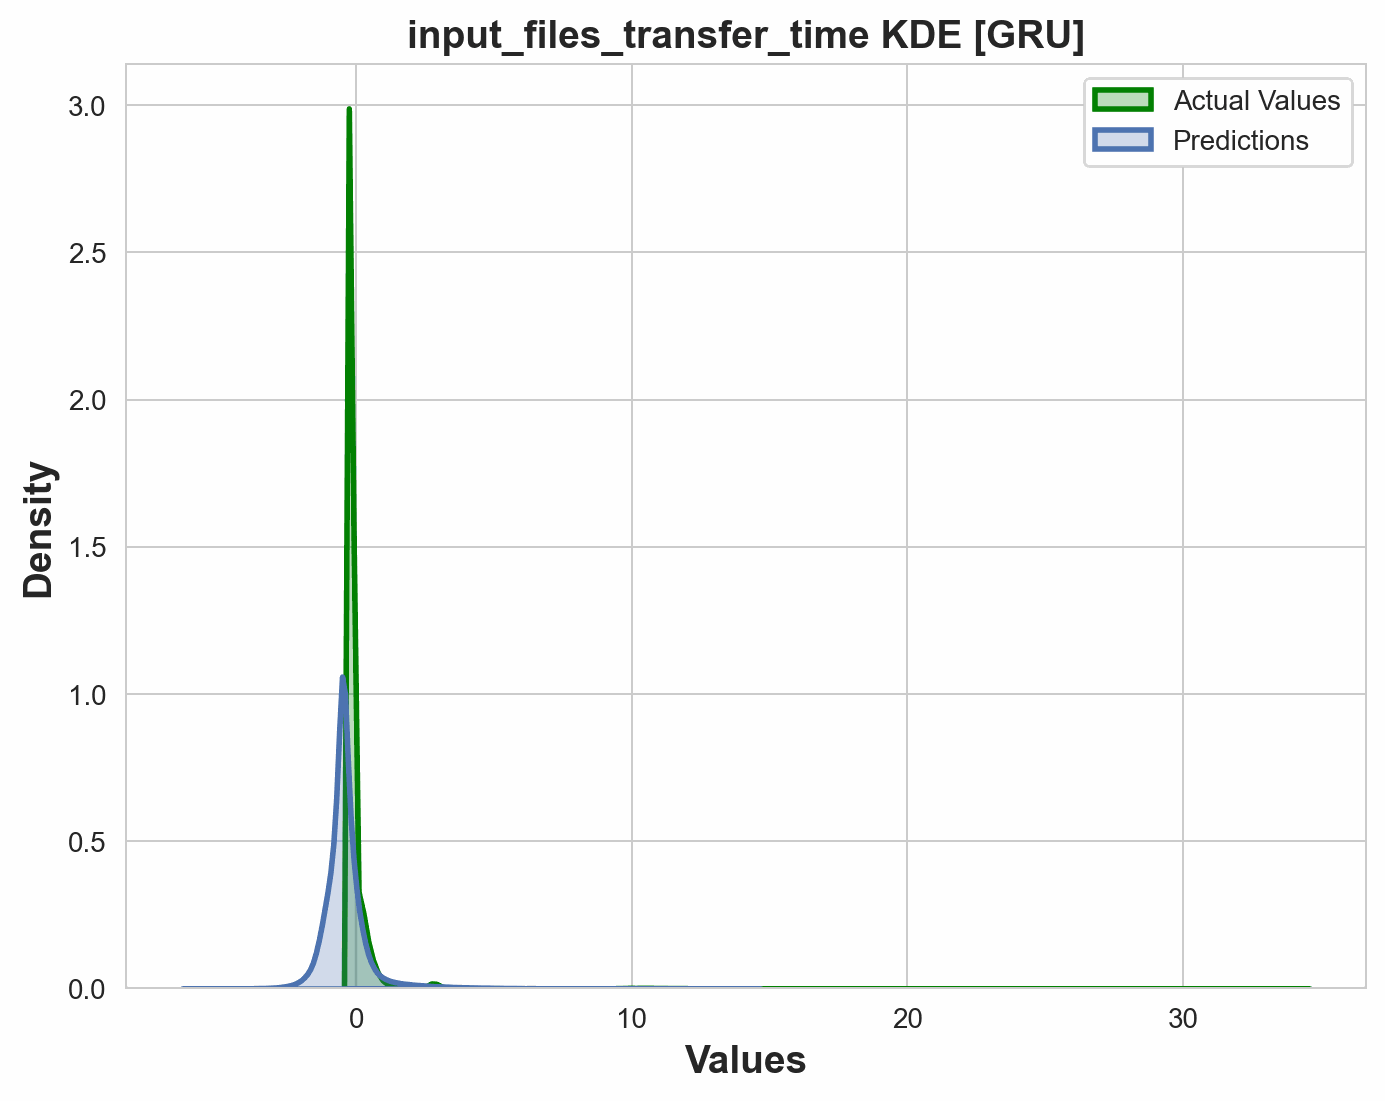 input_files_transfer_time KDE [GRU]
Actual Values
Predictions
3.0
2.5
2.0
1.5
1.0
0.5
0.0
Density
0
10
20
30
Values